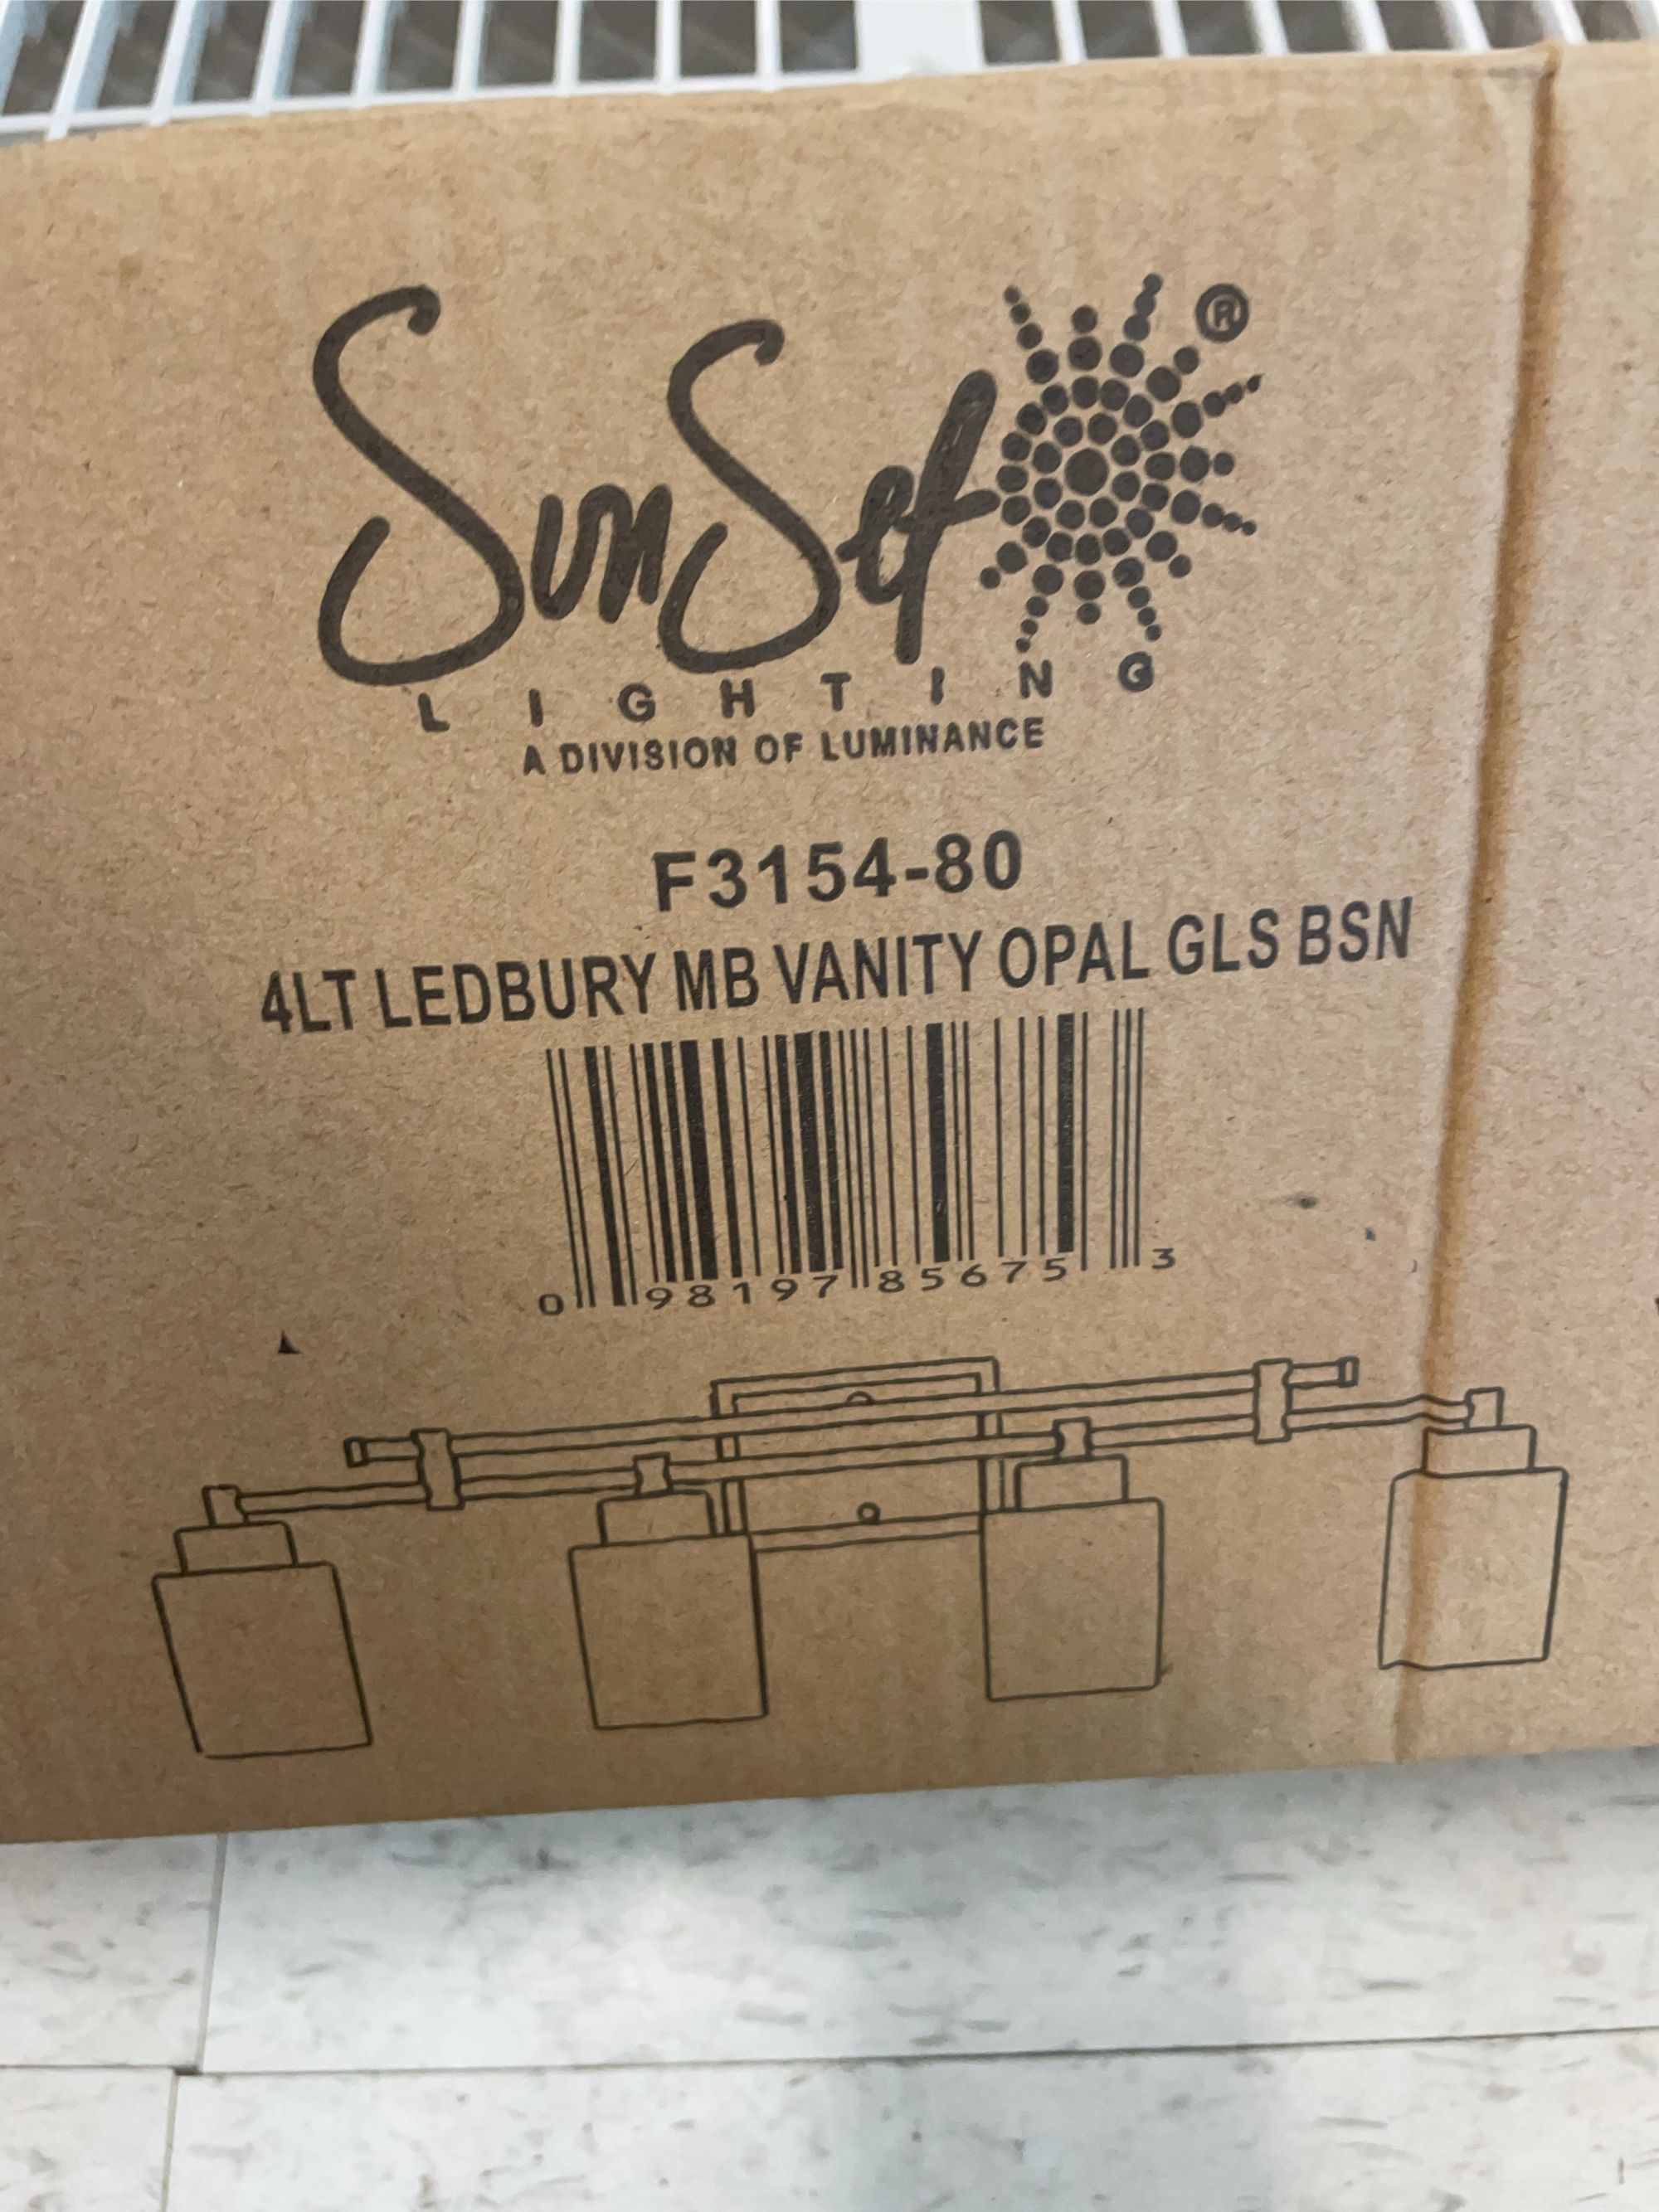 SunSet ®
LIGHTING
A DIVISION OF LUMINANCE
F3154-80
4LT LEDBURY MB VANITY OPAL GLS BSN
0 98197 85675 3